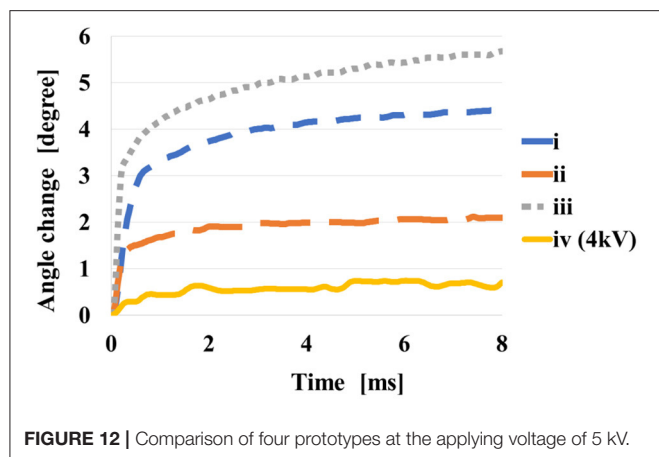 6
5
4
3
2
1
0
Angle change [degree]
0 2 4 6 8
Time [ms]
i
ii
iii
iv (4kV)
FIGURE 12 | Comparison of four prototypes at the applying voltage of 5 kV.